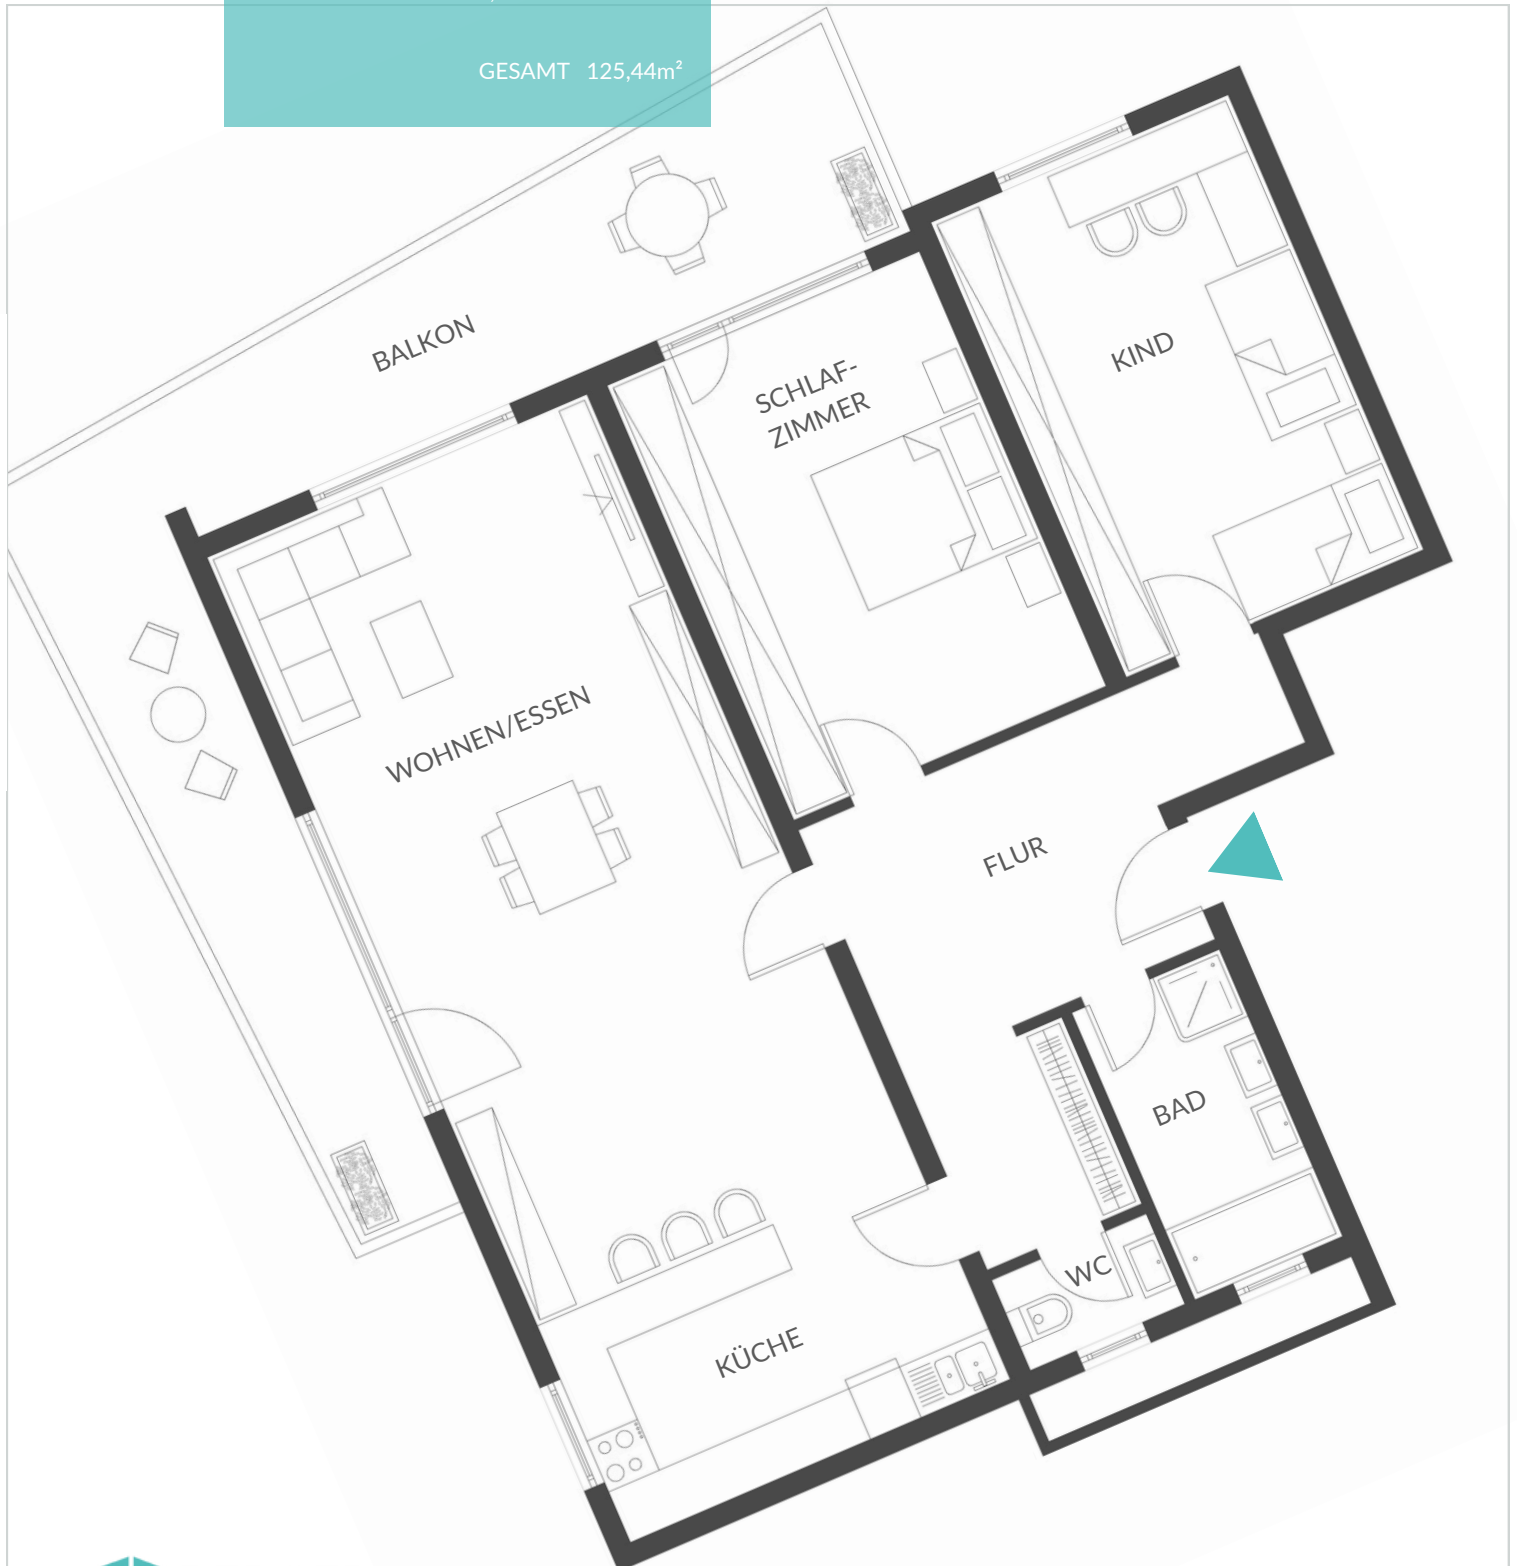 GESAMT 125,44m²
BALKON
SCHLAF-
ZIMMER
KIND
WOHNEN/ESSEN
FLUR
BAD
WC
KÜCHE